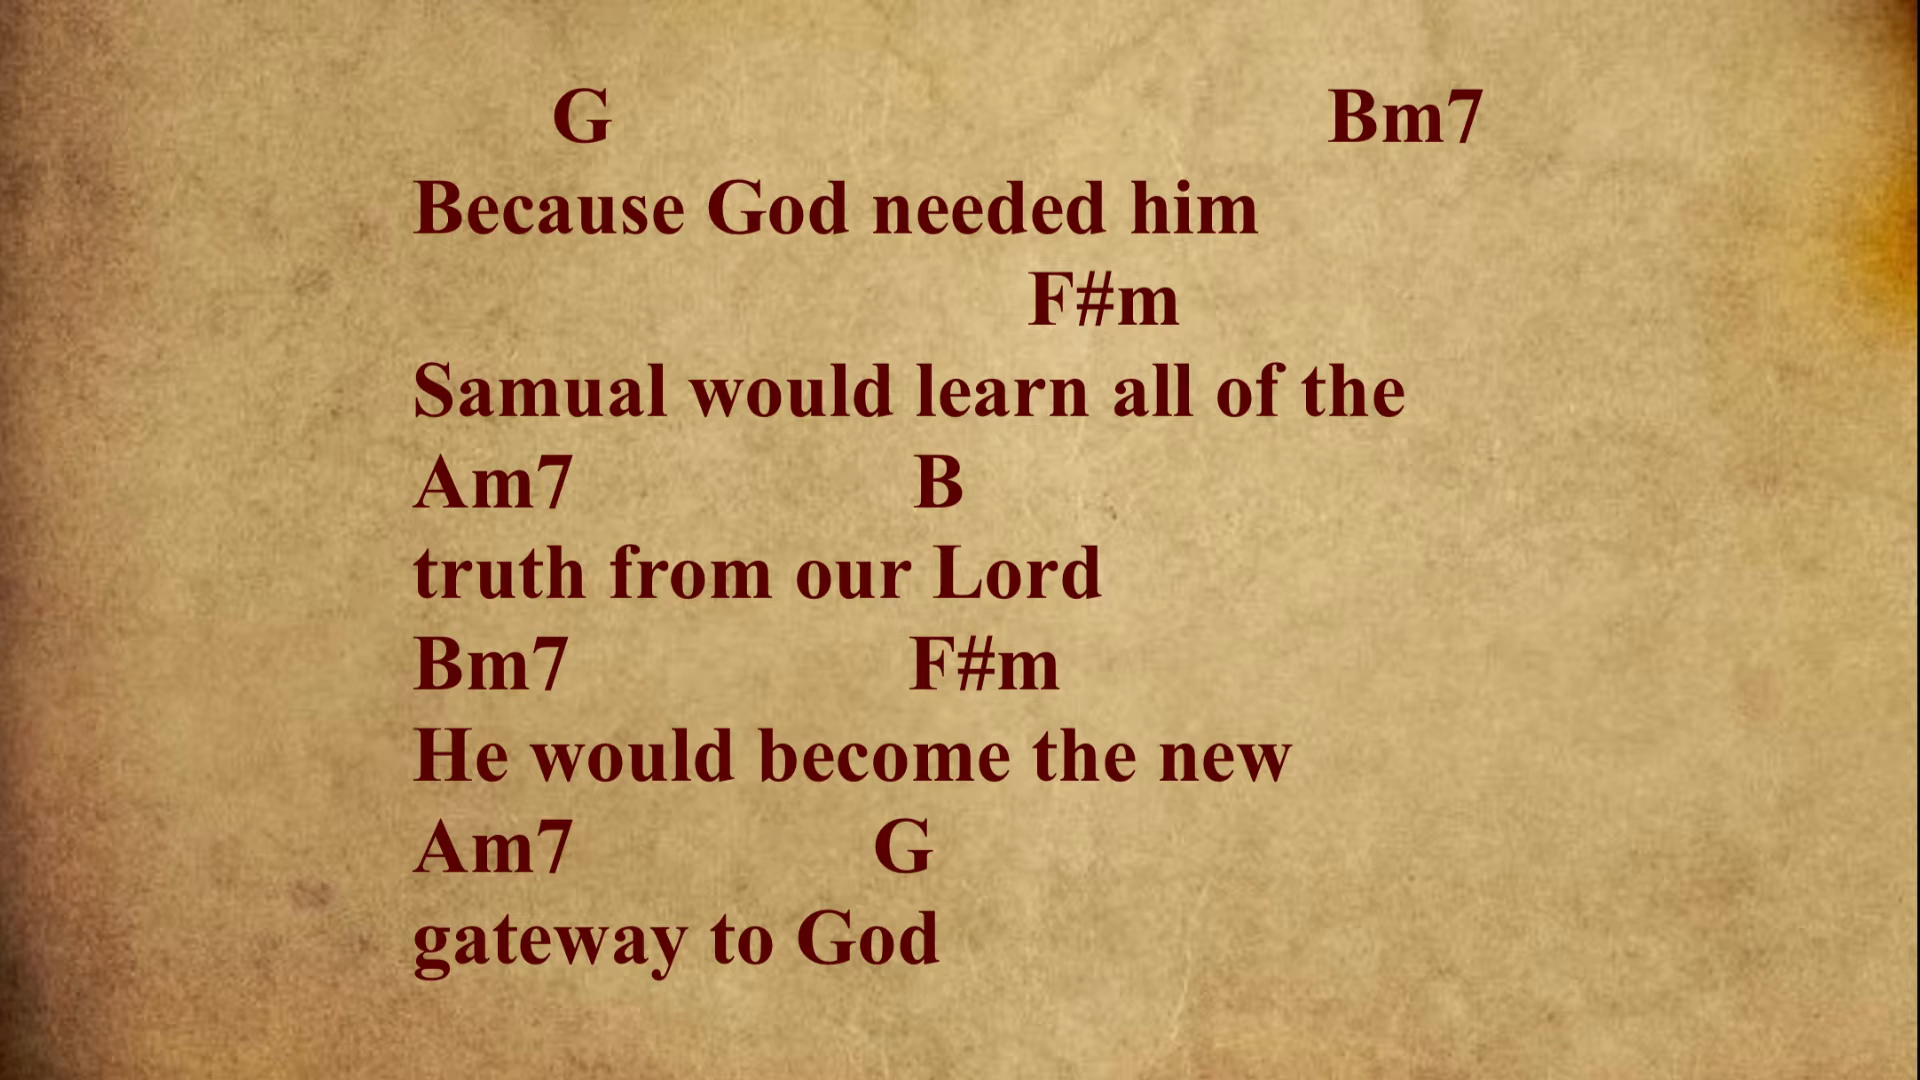 G Bm7
Because God needed him
F#m
Samual would learn all of the
Am7 B
truth from our Lord
Bm7 F#m
He would become the new
Am7 G
gateway to God